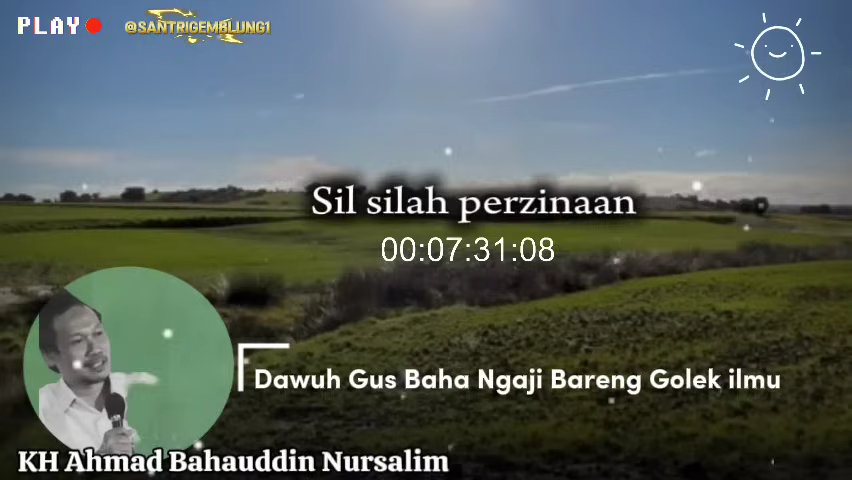 PLAY
@SANTRIGEMBLUNG1
Sil silah perzinaan
00:07:31:08
Dawuh Gus Baha Ngaji Bareng Golek ilmu
KH Ahmad Bahauddin Nursalim